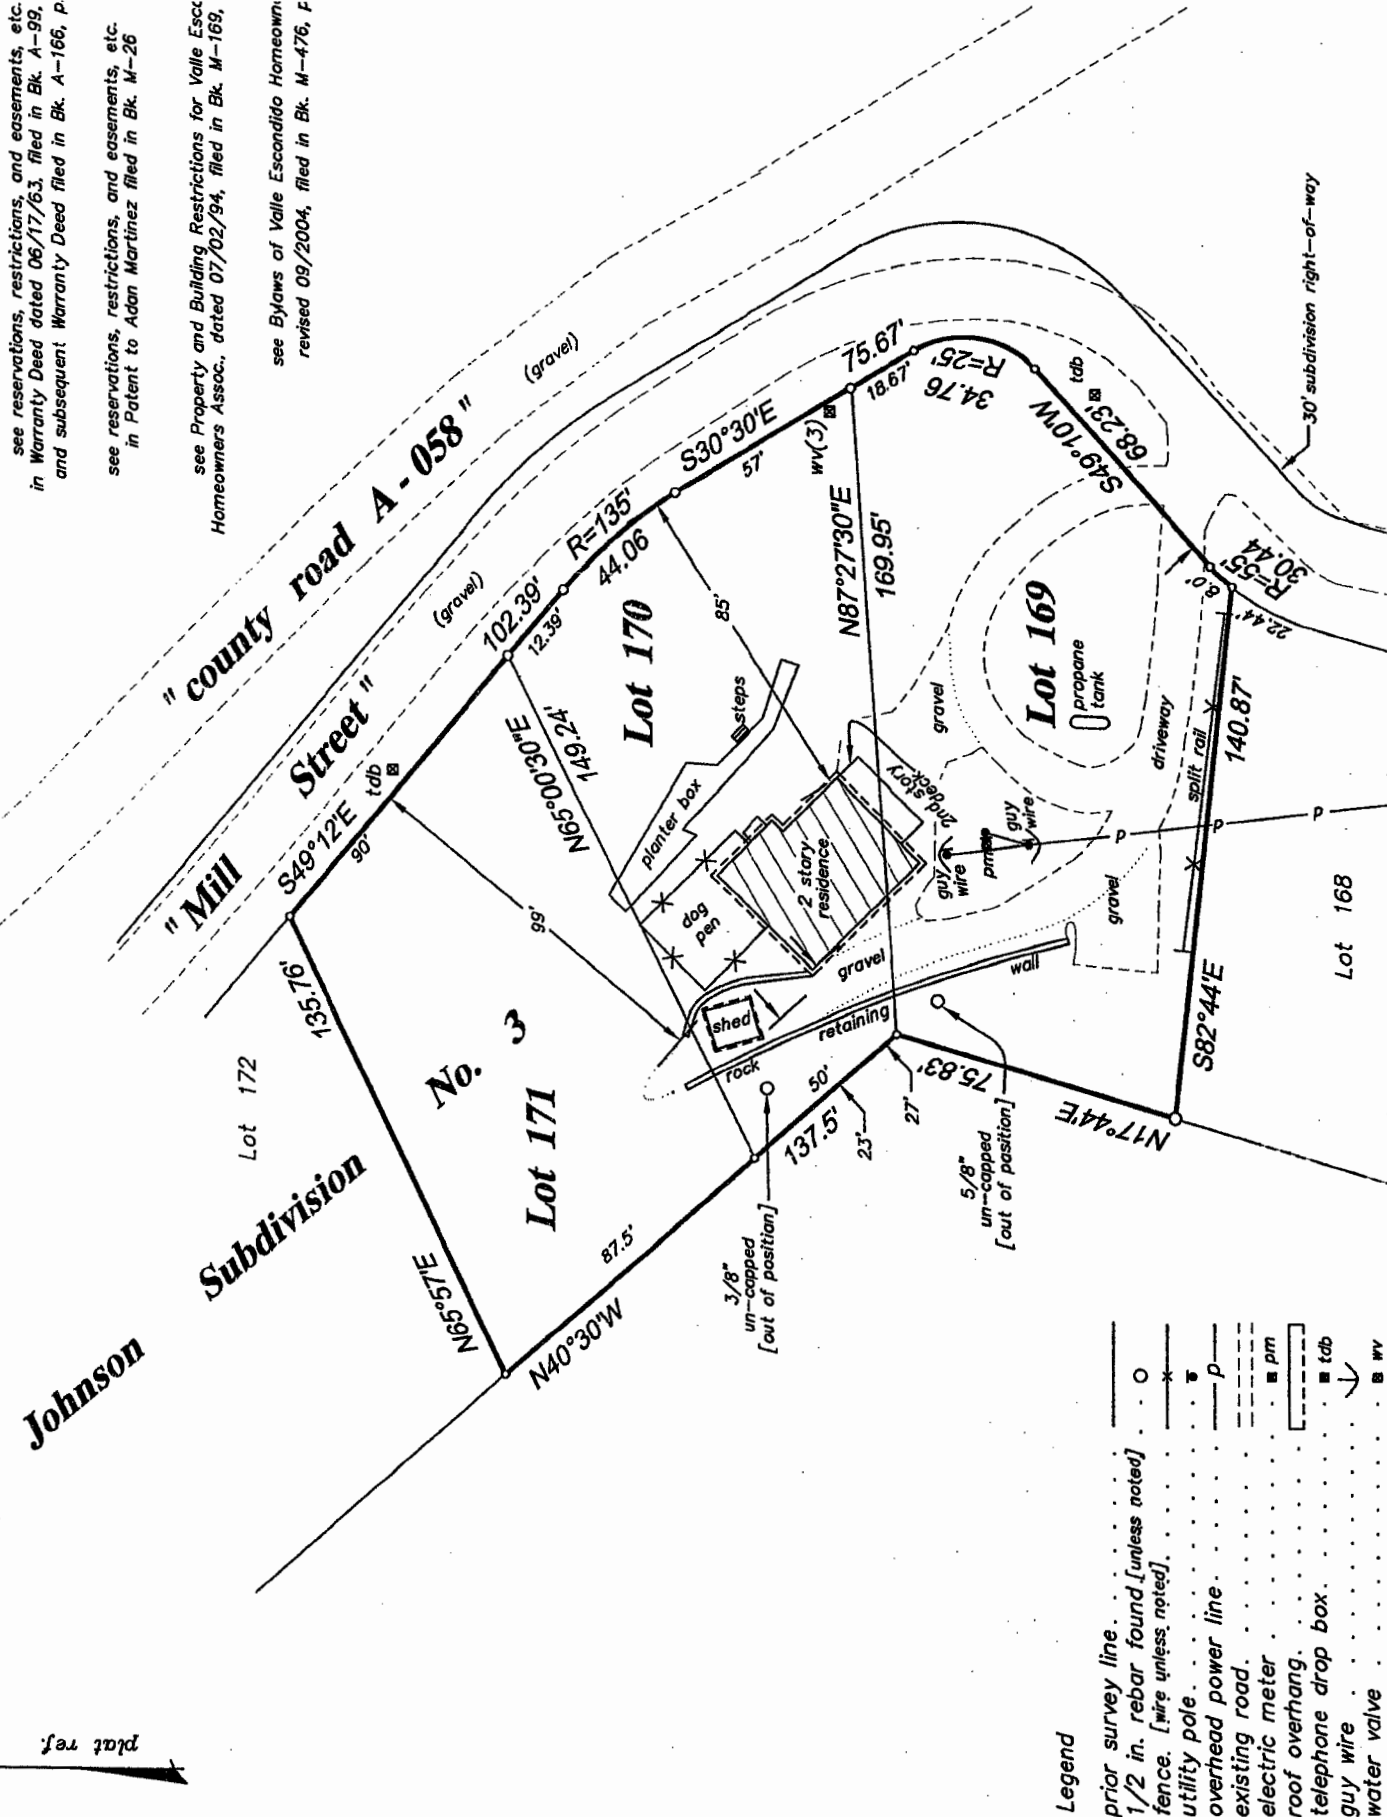 see reservations, restrictions, and easements, etc.
in Warranty Deed dated 06/17/63, filed in Bk. A-99,
and subsequent Warranty Deed filed in Bk. A-166, p.
see reservations, restrictions, and easements, etc.
in Patent to Adan Martinez filed in Bk. M-26
see Property and Building Restrictions for Valle Esco
Homeowners Assoc., dated 07/02/94, filed in Bk. M-169,
see Bylaws of Valle Escondido Homeown
revised 09/2004, filed in Bk. M-476, p
"county road A-058"
(gravel)
"Mill Street"
(gravel)
30' subdivision right-of-way
S49°12'E
90'
102.39'
12.39'
R=135'
44.06
S30°30'E
57'
75.67'
18.67'
R=25'
34.76
S49°10'W
68.23'
tdb
8.0'
R=55'
30.44
22.44'
tdb
wv(3)
135.76'
N65°57'E
N65°00'30"E
149.24'
N87°27'30"E
169.95'
85'
99'
Lot 170
Lot 169
Lot 171
Lot 172
Lot 168
Johnson
Subdivision
No. 3
steps
planter box
dog
pen
2 story
residence
2nd story
deck
shed
gravel
rock
retaining
wall
gravel
gravel
propane
tank
driveway
split rail
140.87'
S82°44'E
guy
wire
pm
guy
wire
p
p
p
N17°44'E
75.83'
27'
23'
50'
137.5'
87.5'
N40°30'W
3/8"
un-capped
[out of position]
5/8"
un-capped
[out of position]
plat ref.
Legend
prior survey line
1/2 in. rebar found [unless noted]
fence. [wire unless noted]
utility pole
overhead power line p
existing road
electric meter pm
roof overhang
telephone drop box tdb
guy wire
water valve wv